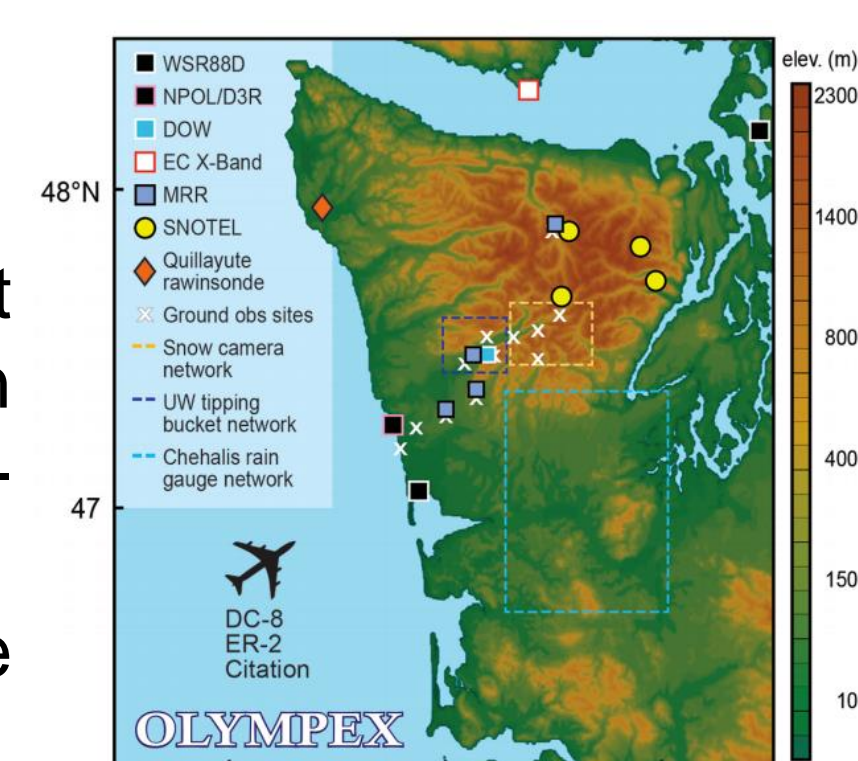 elev. (m)
WSR88D
NPOL/D3R
DOW
EC X-Band
MRR
SNOTEL
Quillayute
rawinsonde
Ground obs sites
Snow camera
network
UW tipping
bucket network
Chehalis rain
gauge network
48°N
47
2300
1400
800
400
150
10
DC-8
ER-2
Citation
OLYMPEX
t
n
-
e